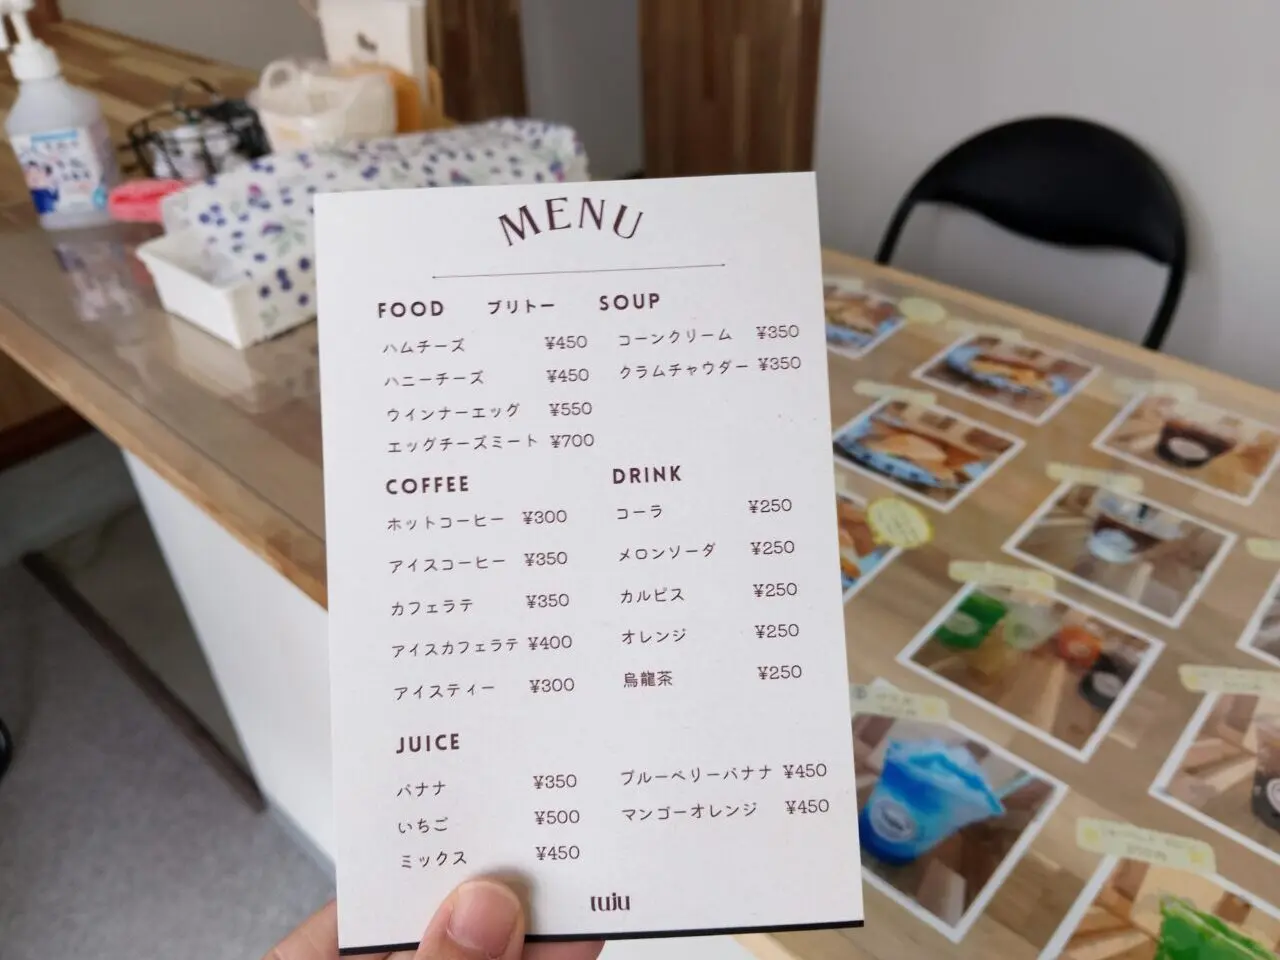 MENU
FOOD ブリトー
ハムチーズ ¥450
ハニーチーズ ¥450
ウインナーエッグ ¥550
エッグチーズミート ¥700
SOUP
コーンクリーム ¥350
クラムチャウダー ¥350
COFFEE
ホットコーヒー ¥300
アイスコーヒー ¥350
カフェラテ ¥350
アイスカフェラテ ¥400
アイスティー ¥300
DRINK
コーラ ¥250
メロンソーダ ¥250
カルピス ¥250
オレンジ ¥250
烏龍茶 ¥250
JUICE
バナナ ¥350
いちご ¥500
ミックス ¥450
ブルーベリーバナナ ¥450
マンゴーオレンジ ¥450
tuju